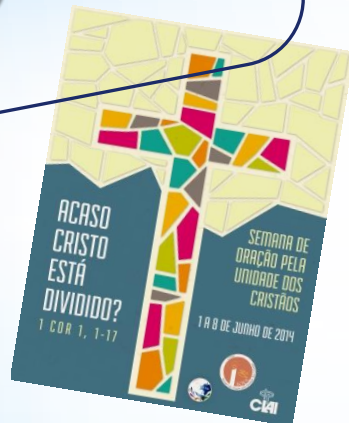 ACASO
CRISTO
ESTÁ
DIVIDIDO?
1 COR 1, 1-17
SEMANA DE
ORAÇÃO PELA
UNIDADE DOS
CRISTÃOS
1 A 8 DE JUNHO DE 2014
CLAI